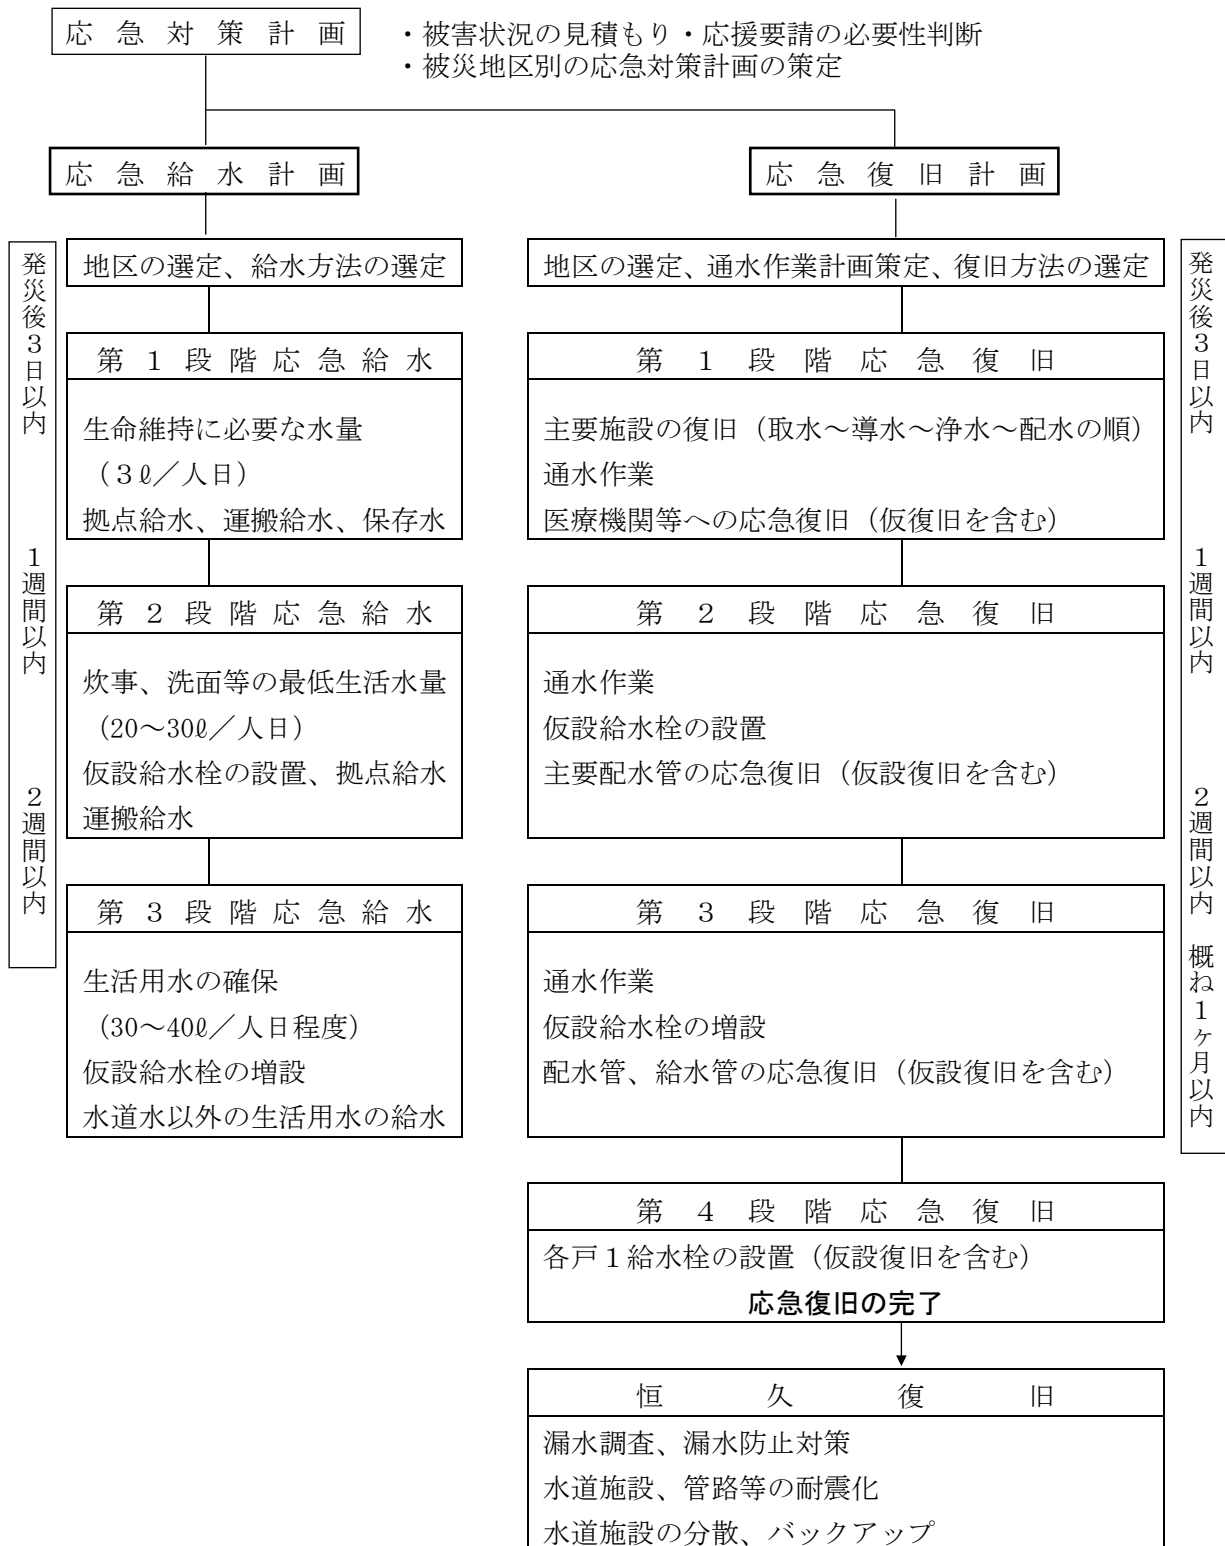 応急対策計画
・被害状況の見積もり・応援要請の必要性判断
・被災地区別の応急対策計画の策定
応急給水計画
応急復旧計画
発災後3日以内 1週間以内 2週間以内
地区の選定、給水方法の選定
第1段階応急給水
生命維持に必要な水量
（3ℓ／人日）
拠点給水、運搬給水、保存水
第2段階応急給水
炊事、洗面等の最低生活水量
（20～30ℓ／人日）
仮設給水栓の設置、拠点給水
運搬給水
第3段階応急給水
生活用水の確保
（30～40ℓ／人日程度）
仮設給水栓の増設
水道水以外の生活用水の給水
地区の選定、通水作業計画策定、復旧方法の選定
第1段階応急復旧
主要施設の復旧（取水～導水～浄水～配水の順）
通水作業
医療機関等への応急復旧（仮復旧を含む）
第2段階応急復旧
通水作業
仮設給水栓の設置
主要配水管の応急復旧（仮設復旧を含む）
第3段階応急復旧
通水作業
仮設給水栓の増設
配水管、給水管の応急復旧（仮設復旧を含む）
第4段階応急復旧
各戸1給水栓の設置（仮設復旧を含む）
応急復旧の完了
恒久復旧
漏水調査、漏水防止対策
水道施設、管路等の耐震化
水道施設の分散、バックアップ
発災後3日以内 1週間以内 2週間以内 概ね1ヶ月以内